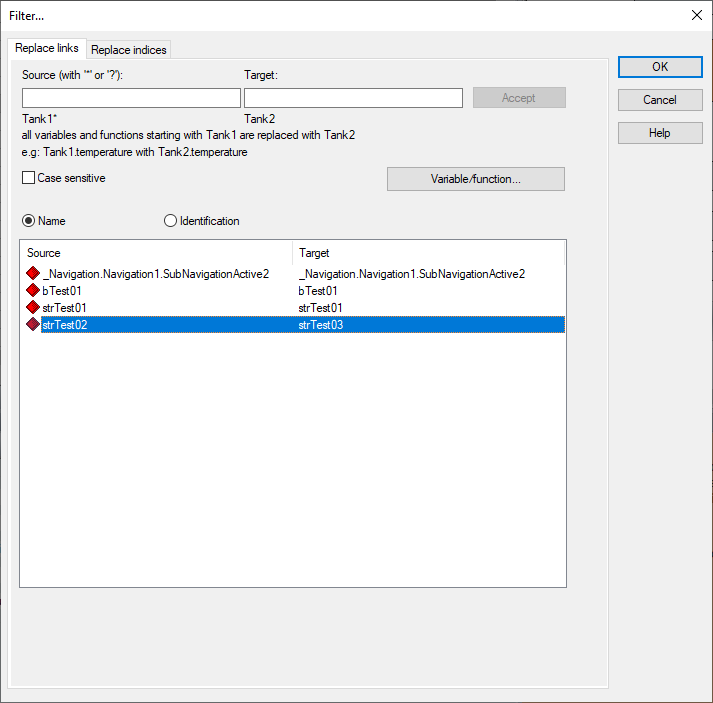 Filter...
Replace links
Replace indices
Source (with '*' or '?'):
Target:
Accept
Tank1*
Tank2
all variables and functions starting with Tank1 are replaced with Tank2
e.g: Tank1.temperature with Tank2.temperature
Case sensitive
Variable/function...
Name
Identification
Source
Target
_Navigation.Navigation1.SubNavigationActive2
_Navigation.Navigation1.SubNavigationActive2
bTest01
bTest01
strTest01
strTest01
strTest02
strTest03
OK
Cancel
Help